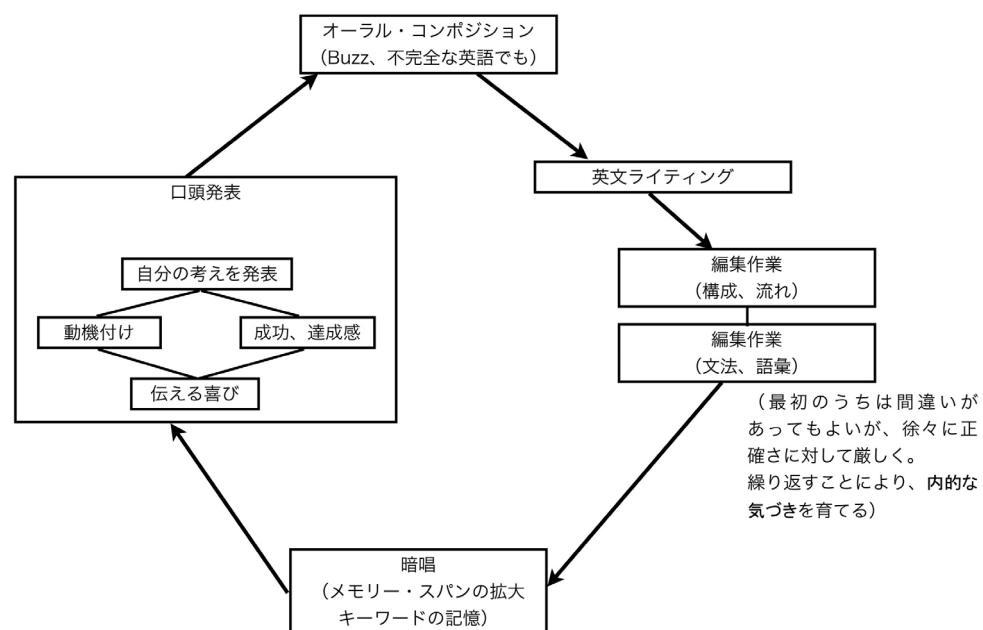 オーラル・コンポジション
（Buzz、不完全な英語でも）
英文ライティング
編集作業
（構成、流れ）
編集作業
（文法、語彙）
（最初のうちは間違いが
あってもよいが、徐々に正
確さに対して厳しく。
繰り返すことにより、内的な
気づきを育てる）
暗唱
（メモリー・スパンの拡大
キーワードの記憶）
口頭発表
自分の考えを発表
動機付け
成功、達成感
伝える喜び